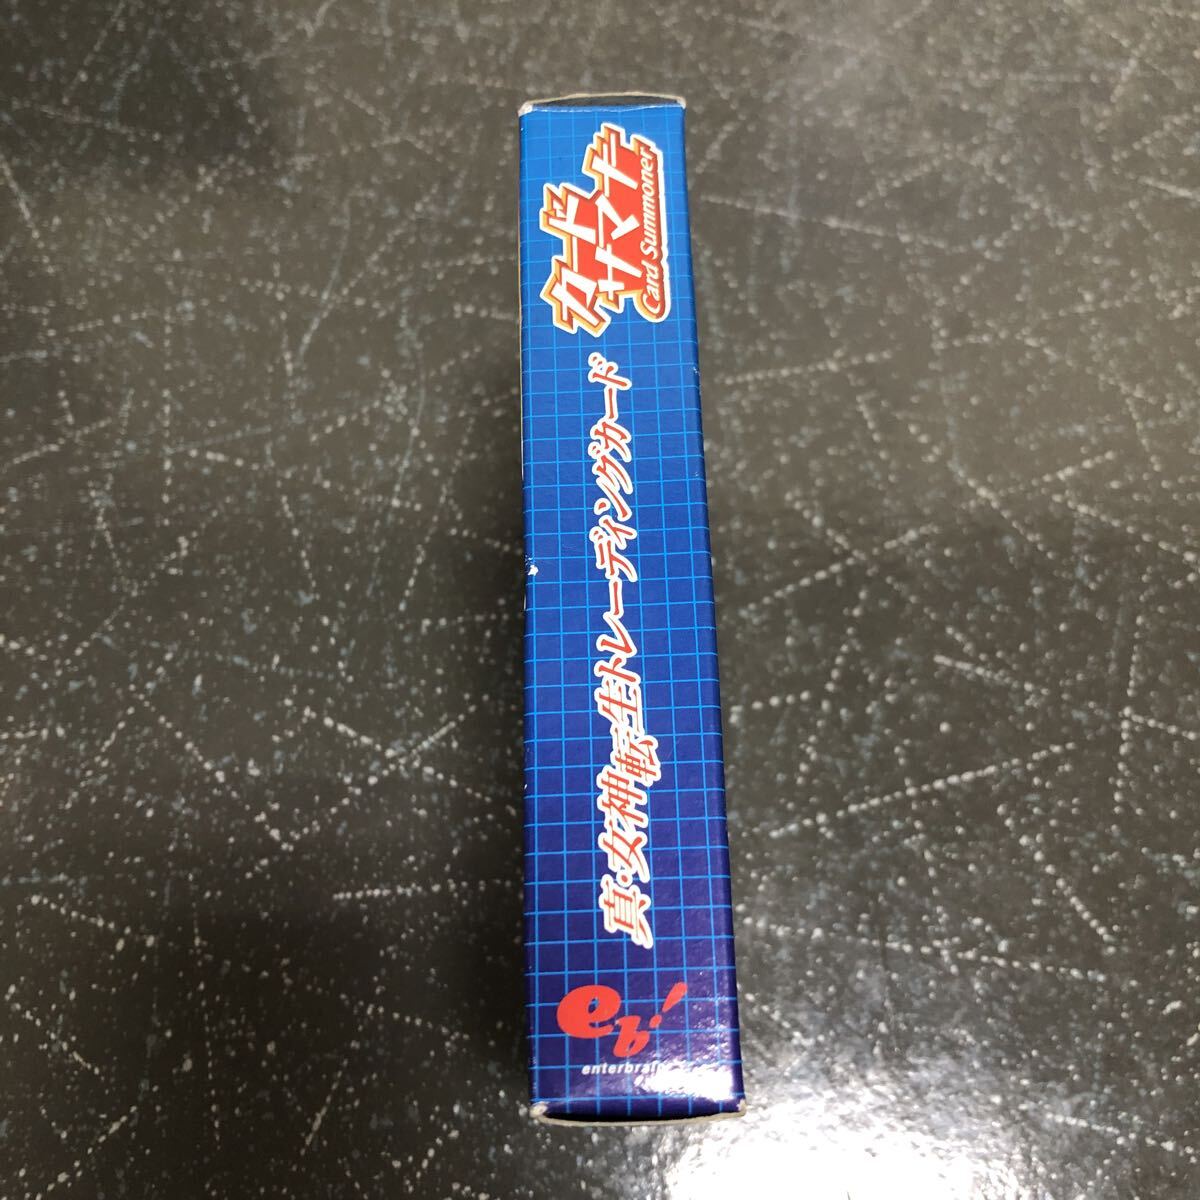 真・女神転生トレーディングカード
カードサマナー
Card Summoner
eb!
enterbrain